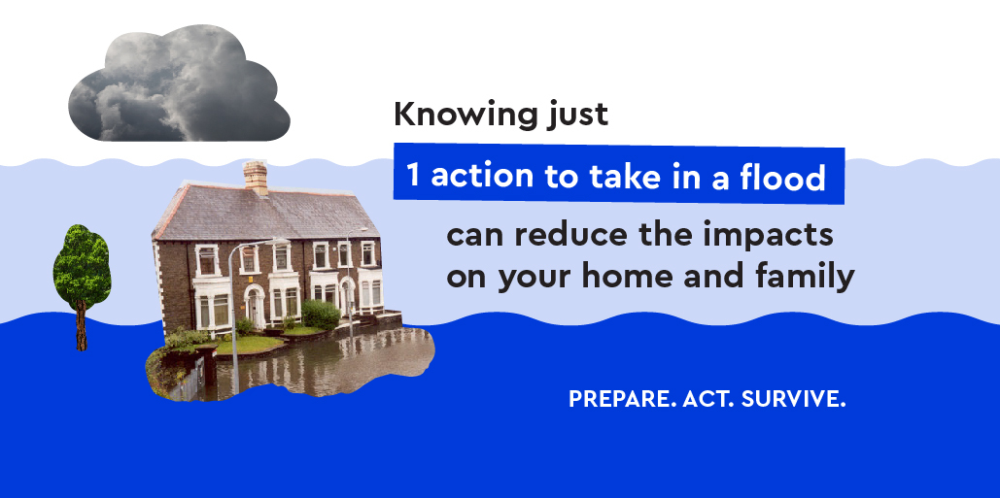 Knowing just
1 action to take in a flood
can reduce the impacts
on your home and family
PREPARE. ACT. SURVIVE.